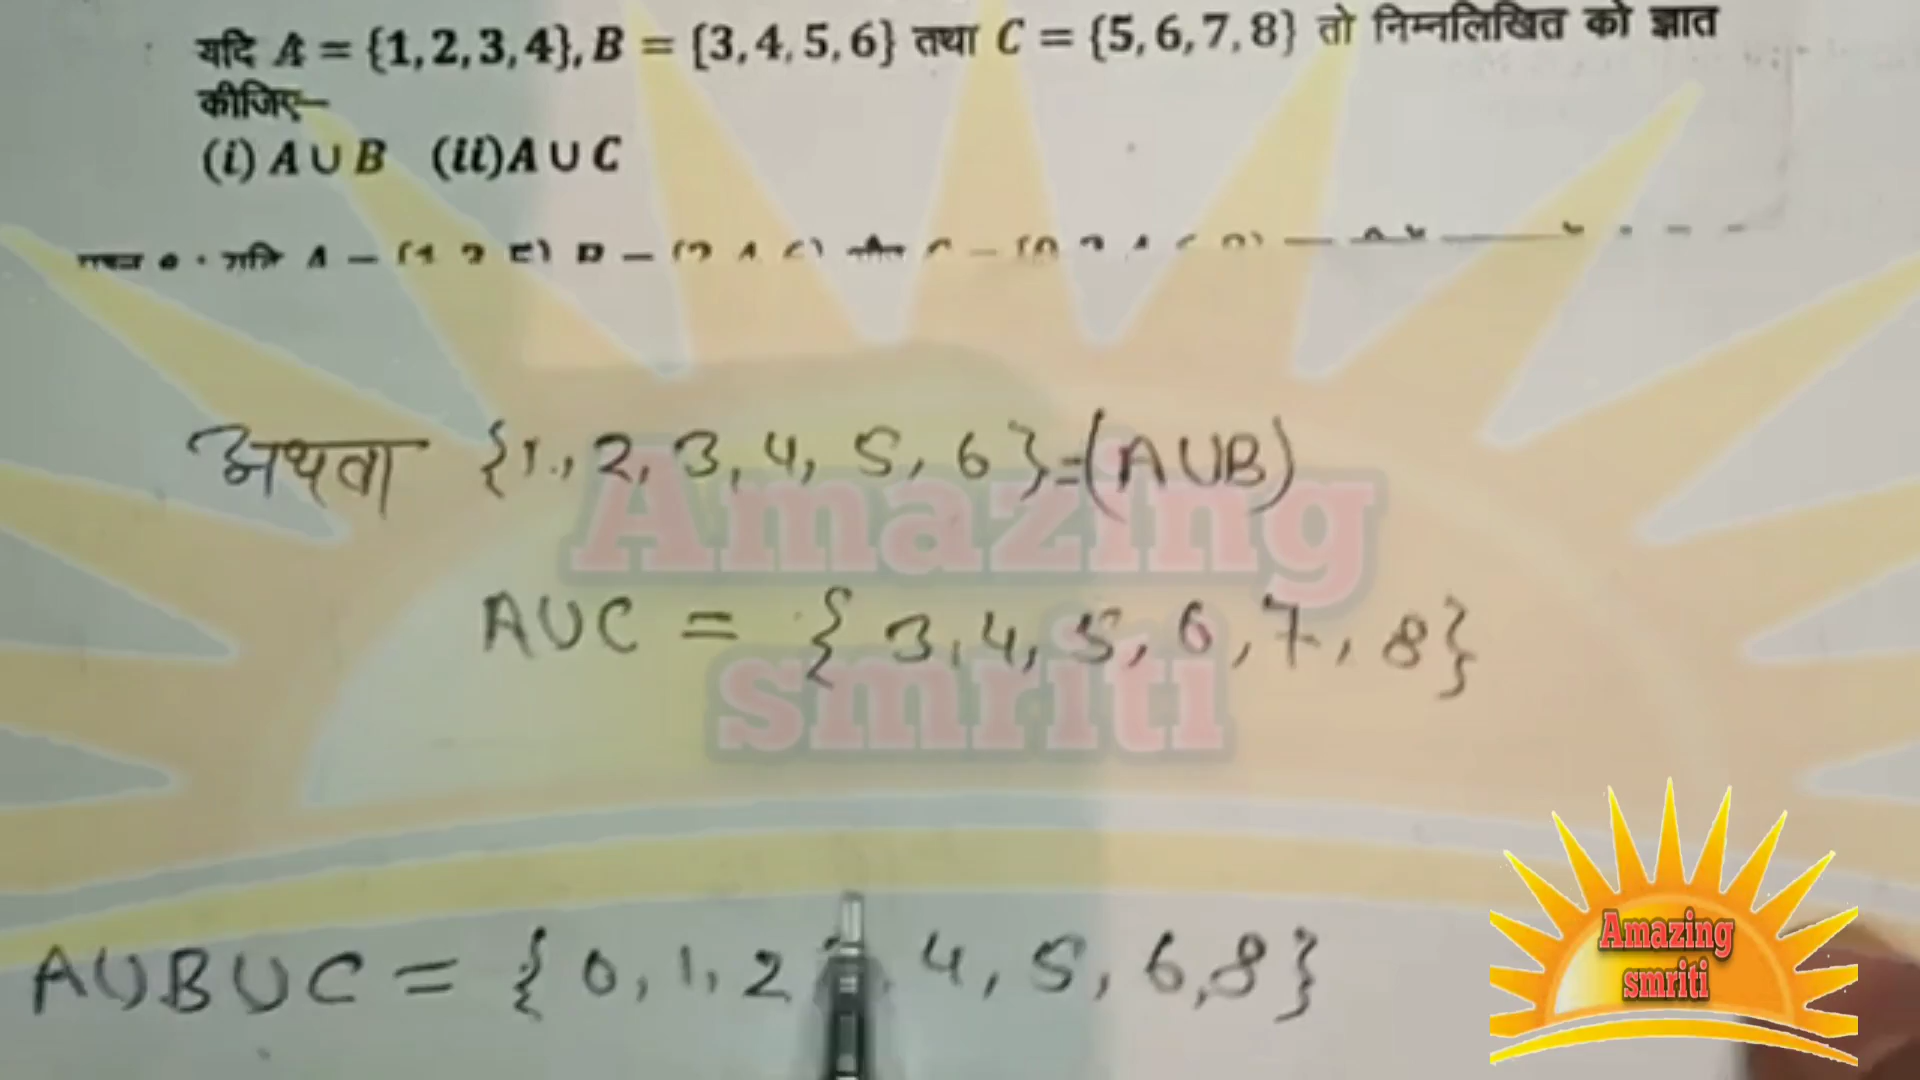 यदि A = {1,2,3,4}, B = {3,4,5,6} तथा C = {5,6,7,8} तो निम्नलिखित को ज्ञात
कीजिए–
(i) A ∪ B (ii)A ∪ C
अथवा {1., 2, 3, 4, 5, 6}=(A∪B)
A∪C = { 3,4, 5, 6, 7, 8}
A∪B∪C = { 0, 1, 2 4, 5, 6,8}
Amazing
smriti
Amazing
smriti